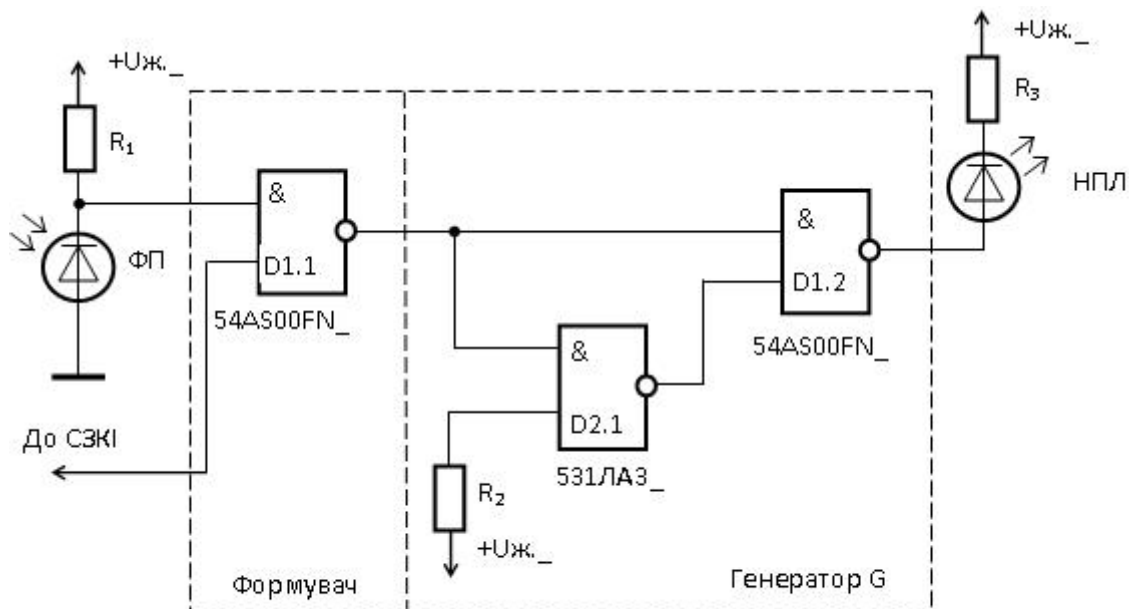 +Uж._
R₁
ФП
До СЗКІ
&
D1.1
54AS00FN_
Формувач
&
D2.1
531ЛА3_
R₂
+Uж._
&
D1.2
54AS00FN_
Генератор G
+Uж._
R₃
НПЛ